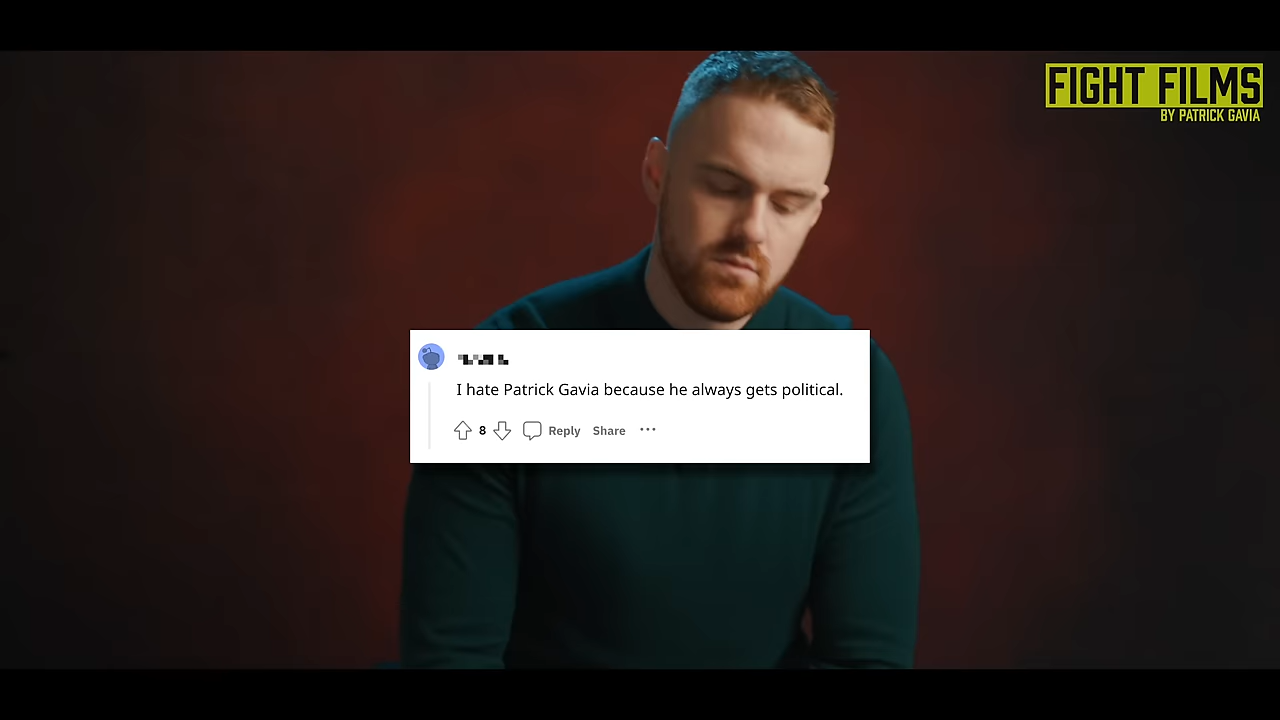 FIGHT FILMS
BY PATRICK GAVIA
I hate Patrick Gavia because he always gets political.
8 Reply Share